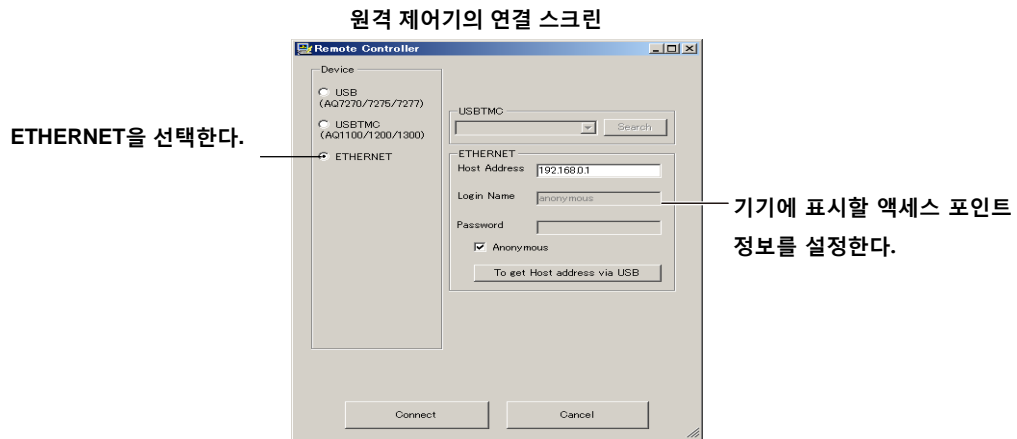 원격 제어기의 연결 스크린
Remote Controller
Device
USB
(AQ7270/7275/7277)
USBTMC
(AQ1100/1200/1300)
ETHERNET
ETHERNET을 선택한다.
USBTMC
Search
ETHERNET
Host Address 192.168.0.1
Login Name anonymous
Password
Anonymous
To get Host address via USB
기기에 표시할 액세스 포인트
정보를 설정한다.
Connect Cancel